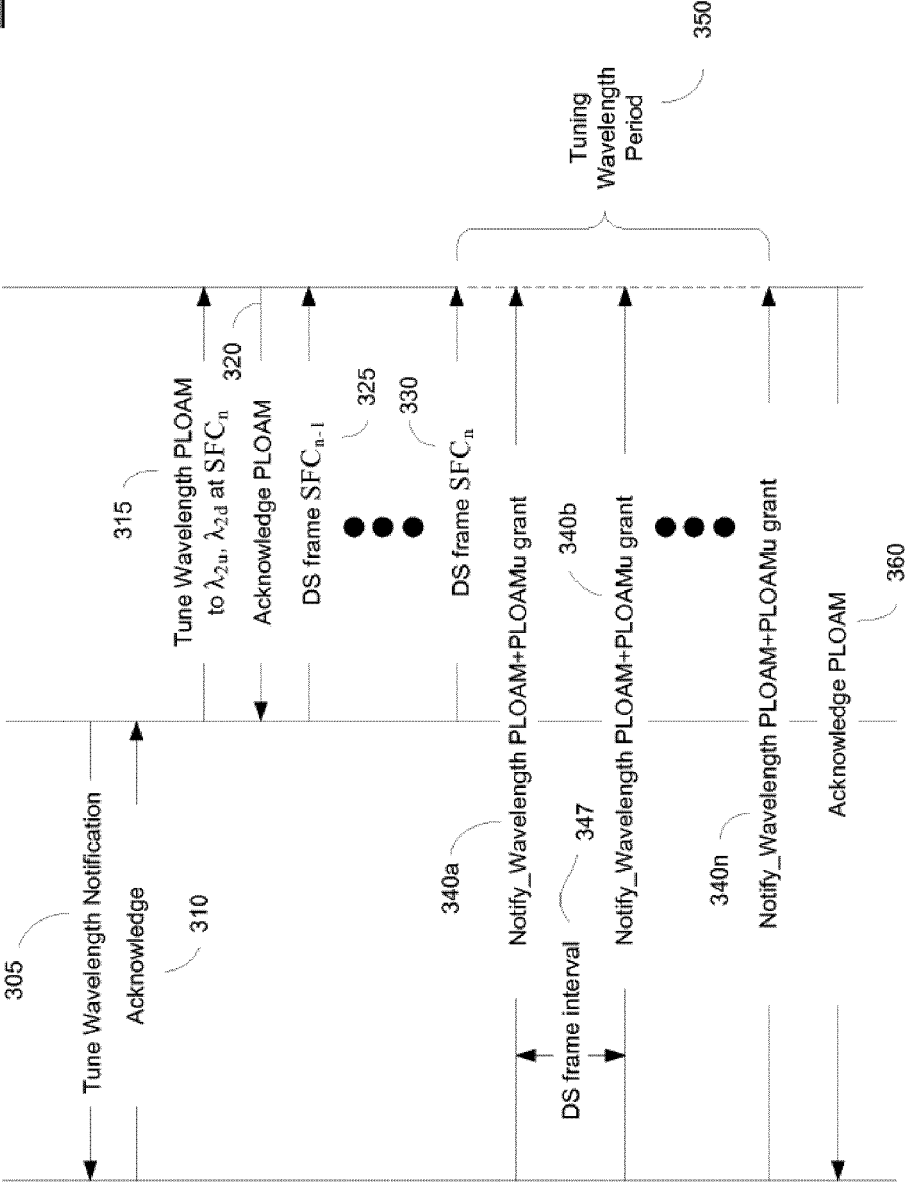 305
Tune Wavelength Notification
Acknowledge
310
315
Tune Wavelength PLOAM
to λ2u, λ2d at SFCn
320
Acknowledge PLOAM
DS frame SFCn-1
325
330
DS frame SFCn
340a
Notify_Wavelength PLOAM+PLOAMu grant
DS frame interval
347
340b
Notify_Wavelength PLOAM+PLOAMu grant
340n
Notify_Wavelength PLOAM+PLOAMu grant
Acknowledge PLOAM
360
Tuning
Wavelength
Period
350